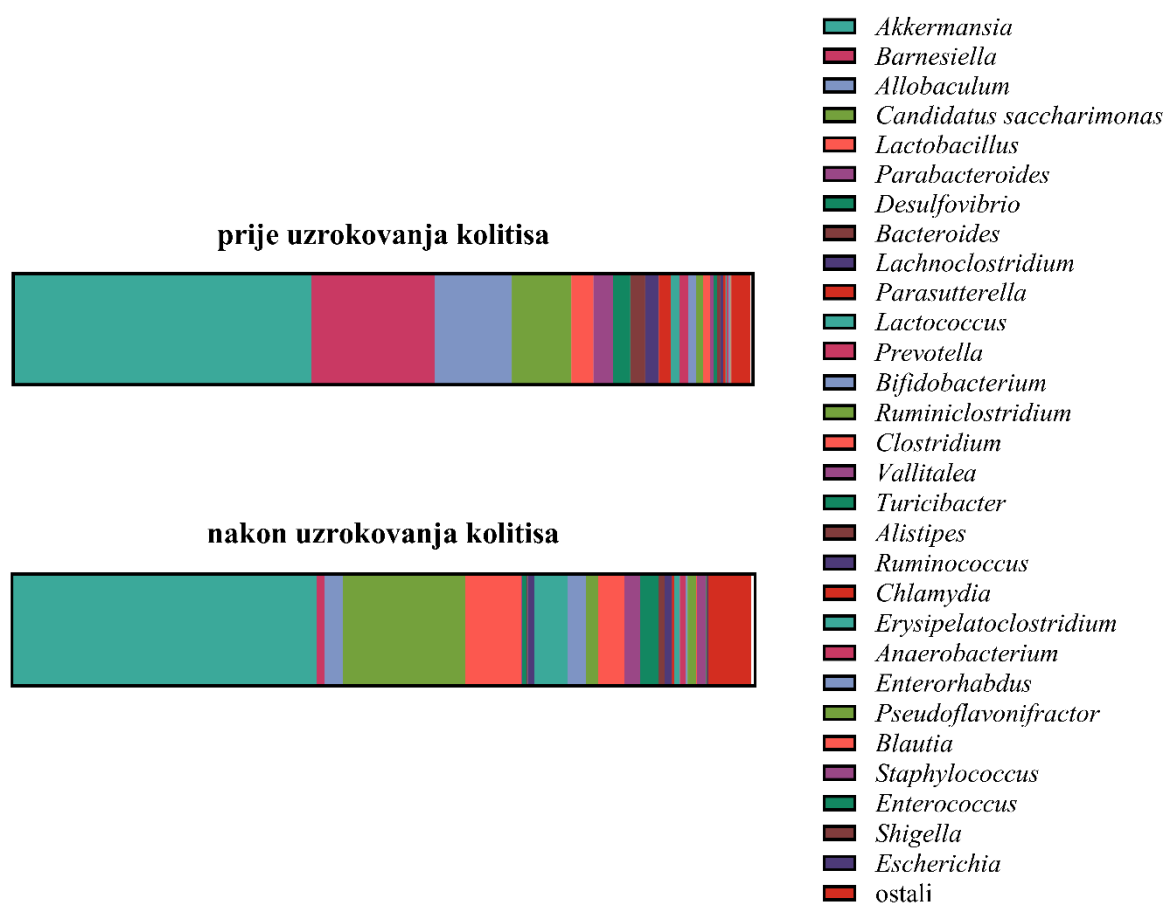 prije uzrokovanja kolitisa
nakon uzrokovanja kolitisa
Akkermansia
Barnesiella
Allobaculum
Candidatus saccharimonas
Lactobacillus
Parabacteroides
Desulfovibrio
Bacteroides
Lachnoclostridium
Parasutterella
Lactococcus
Prevotella
Bifidobacterium
Ruminiclostridium
Clostridium
Vallitalea
Turicibacter
Alistipes
Ruminococcus
Chlamydia
Erysipelatoclostridium
Anaerobacterium
Enterorhabdus
Pseudoflavonifractor
Blautia
Staphylococcus
Enterococcus
Shigella
Escherichia
ostali